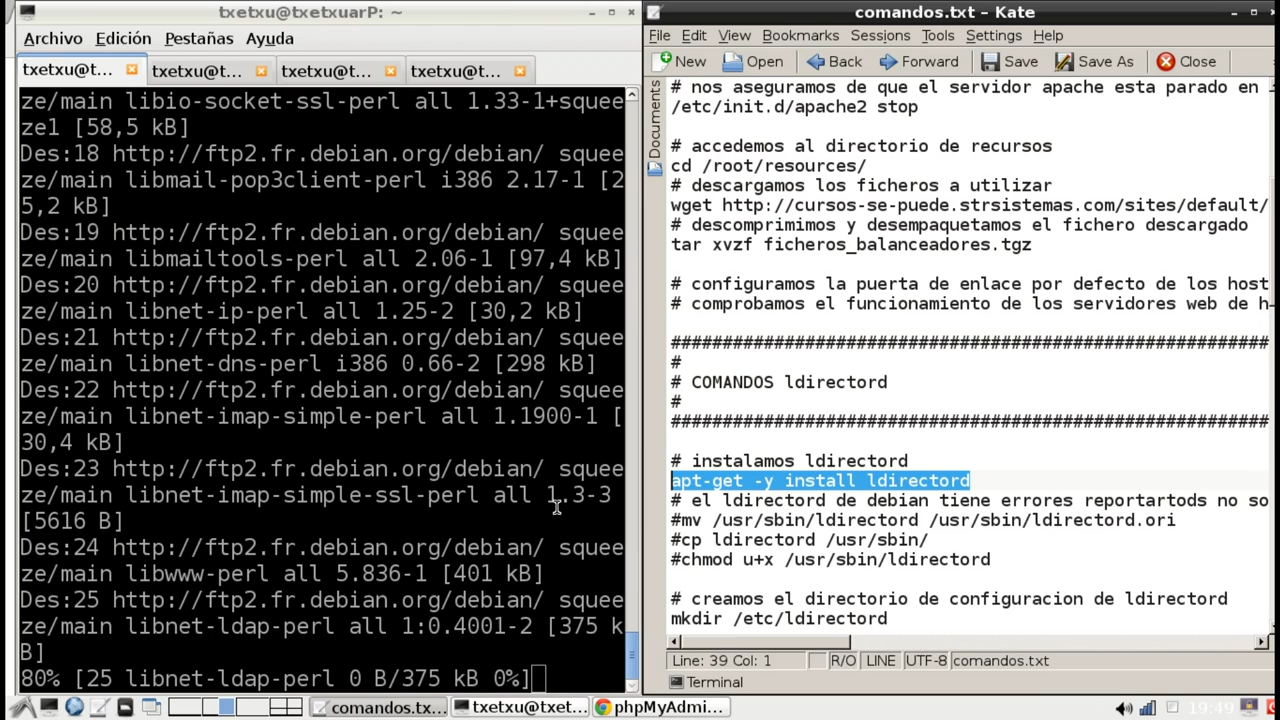 txetxu@txetxuarP: ~
Archivo Edición Pestañas Ayuda
txetxu@t... txetxu@t... txetxu@t... txetxu@t...
ze/main libio-socket-ssl-perl all 1.33-1+squee
ze1 [58,5 kB]
Des:18 http://ftp2.fr.debian.org/debian/ squee
ze/main libmail-pop3client-perl i386 2.17-1 [2
5,2 kB]
Des:19 http://ftp2.fr.debian.org/debian/ squee
ze/main libmailtools-perl all 2.06-1 [97,4 kB]
Des:20 http://ftp2.fr.debian.org/debian/ squee
ze/main libnet-ip-perl all 1.25-2 [30,2 kB]
Des:21 http://ftp2.fr.debian.org/debian/ squee
ze/main libnet-dns-perl i386 0.66-2 [298 kB]
Des:22 http://ftp2.fr.debian.org/debian/ squee
ze/main libnet-imap-simple-perl all 1.1900-1 [
30,4 kB]
Des:23 http://ftp2.fr.debian.org/debian/ squee
ze/main libnet-imap-simple-ssl-perl all 1.3-3
[5616 B]
Des:24 http://ftp2.fr.debian.org/debian/ squee
ze/main libwww-perl all 5.836-1 [401 kB]
Des:25 http://ftp2.fr.debian.org/debian/ squee
ze/main libnet-ldap-perl all 1:0.4001-2 [375 k
B]
80% [25 libnet-ldap-perl 0 B/375 kB 0%]
comandos.txt – Kate
File Edit View Bookmarks Sessions Tools Settings Help
New Open Back Forward Save Save As Close
Documents
# nos aseguramos de que el servidor apache esta parado en
/etc/init.d/apache2 stop
# accedemos al directorio de recursos
cd /root/resources/
# descargamos los ficheros a utilizar
wget http://cursos-se-puede.strsistemas.com/sites/default/
# descomprimimos y desempaquetamos el fichero descargado
tar xvzf ficheros_balanceadores.tgz
# configuramos la puerta de enlace por defecto de los host
# comprobamos el funcionamiento de los servidores web de h
##########################################################
#
# COMANDOS ldirectord
#
##########################################################
# instalamos ldirectord
apt-get -y install ldirectord
# el ldirectord de debian tiene errores reportartods no so
#mv /usr/sbin/ldirectord /usr/sbin/ldirectord.ori
#cp ldirectord /usr/sbin/
#chmod u+x /usr/sbin/ldirectord
# creamos el directorio de configuracion de ldirectord
mkdir /etc/ldirectord
Line: 39 Col: 1 R/O LINE UTF-8 comandos.txt
Terminal
comandos.tx... txetxu@txetxu... phpMyAdmi... 19:49